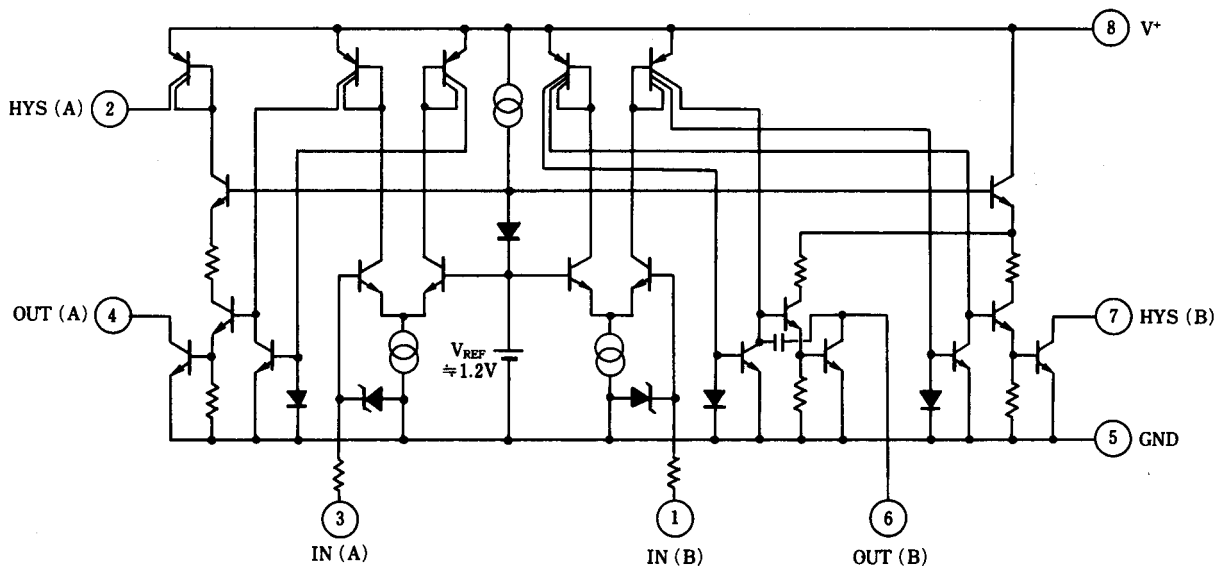 8 V⁺
HYS (A) 2
OUT (A) 4
7 HYS (B)
V_REF
≒1.2V
5 GND
3
IN (A)
1
IN (B)
6
OUT (B)